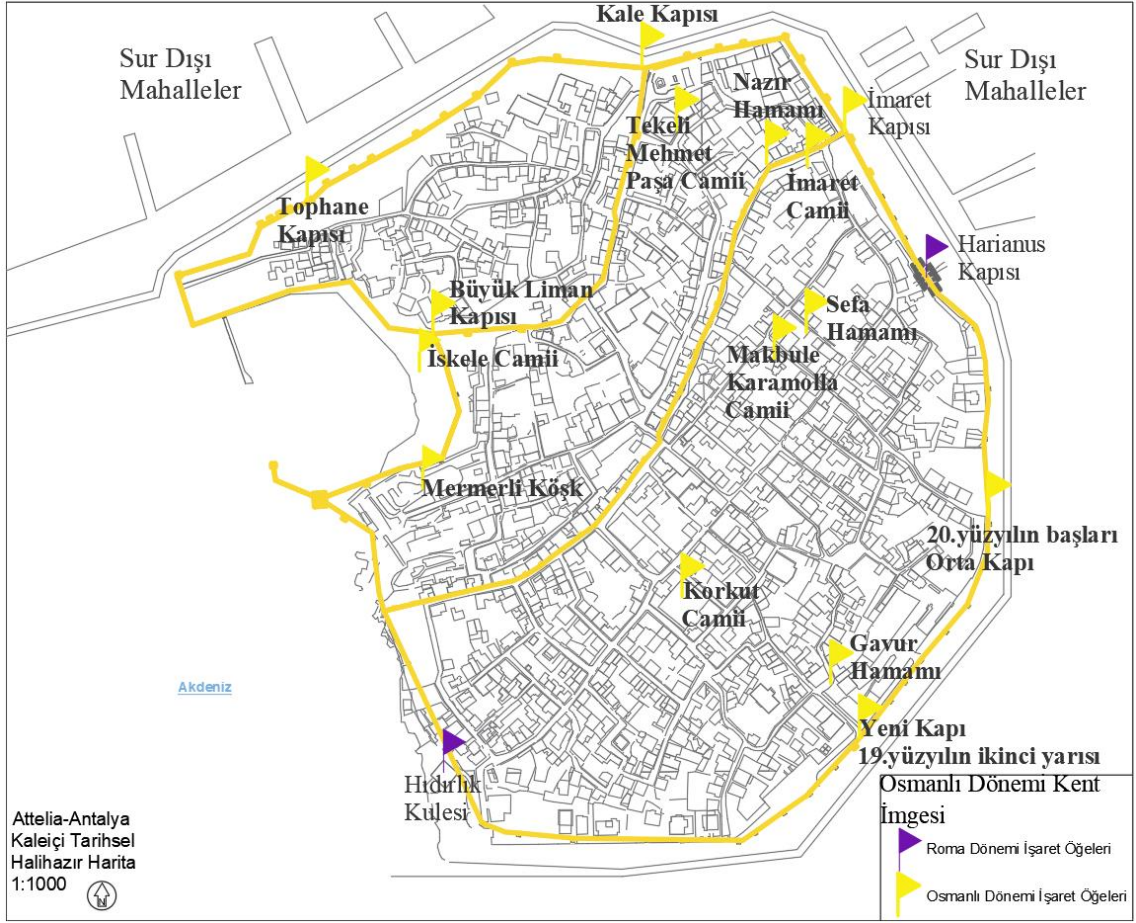 Kale Kapısı
Sur Dışı
Mahalleler
Sur Dışı
Mahalleler
Nazır
Hamamı
İmaret
Kapısı
Tekeli
Mehmet
Paşa Camii
İmaret
Camii
Tophane
Kapısı
Harianus
Kapısı
Büyük Liman
Kapısı
Sefa
Hamamı
İskele Camii
Makbule
Karamolla
Camii
Mermerli Köşk
20.yüzyılın başları
Orta Kapı
Korkut
Camii
Gavur
Hamamı
Akdeniz
Yeni Kapı
19.yüzyılın ikinci yarısı
Hıdırlık
Kulesi
Attelia-Antalya
Kaleiçi Tarihsel
Halihazır Harita
1:1000
N
Osmanlı Dönemi Kent
İmgesi
Roma Dönemi İşaret Öğeleri
Osmanlı Dönemi İşaret Öğeleri